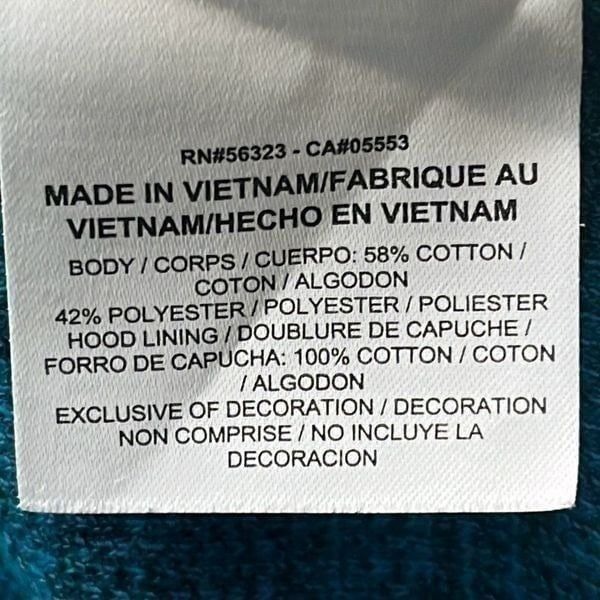 RN#56323 - CA#05553
MADE IN VIETNAM/FABRIQUE AU
VIETNAM/HECHO EN VIETNAM
BODY / CORPS / CUERPO: 58% COTTON /
COTON / ALGODON
42% POLYESTER / POLYESTER / POLIESTER
HOOD LINING / DOUBLURE DE CAPUCHE /
FORRO DE CAPUCHA: 100% COTTON / COTON
/ ALGODON
EXCLUSIVE OF DECORATION / DECORATION
NON COMPRISE / NO INCLUYE LA
DECORACION